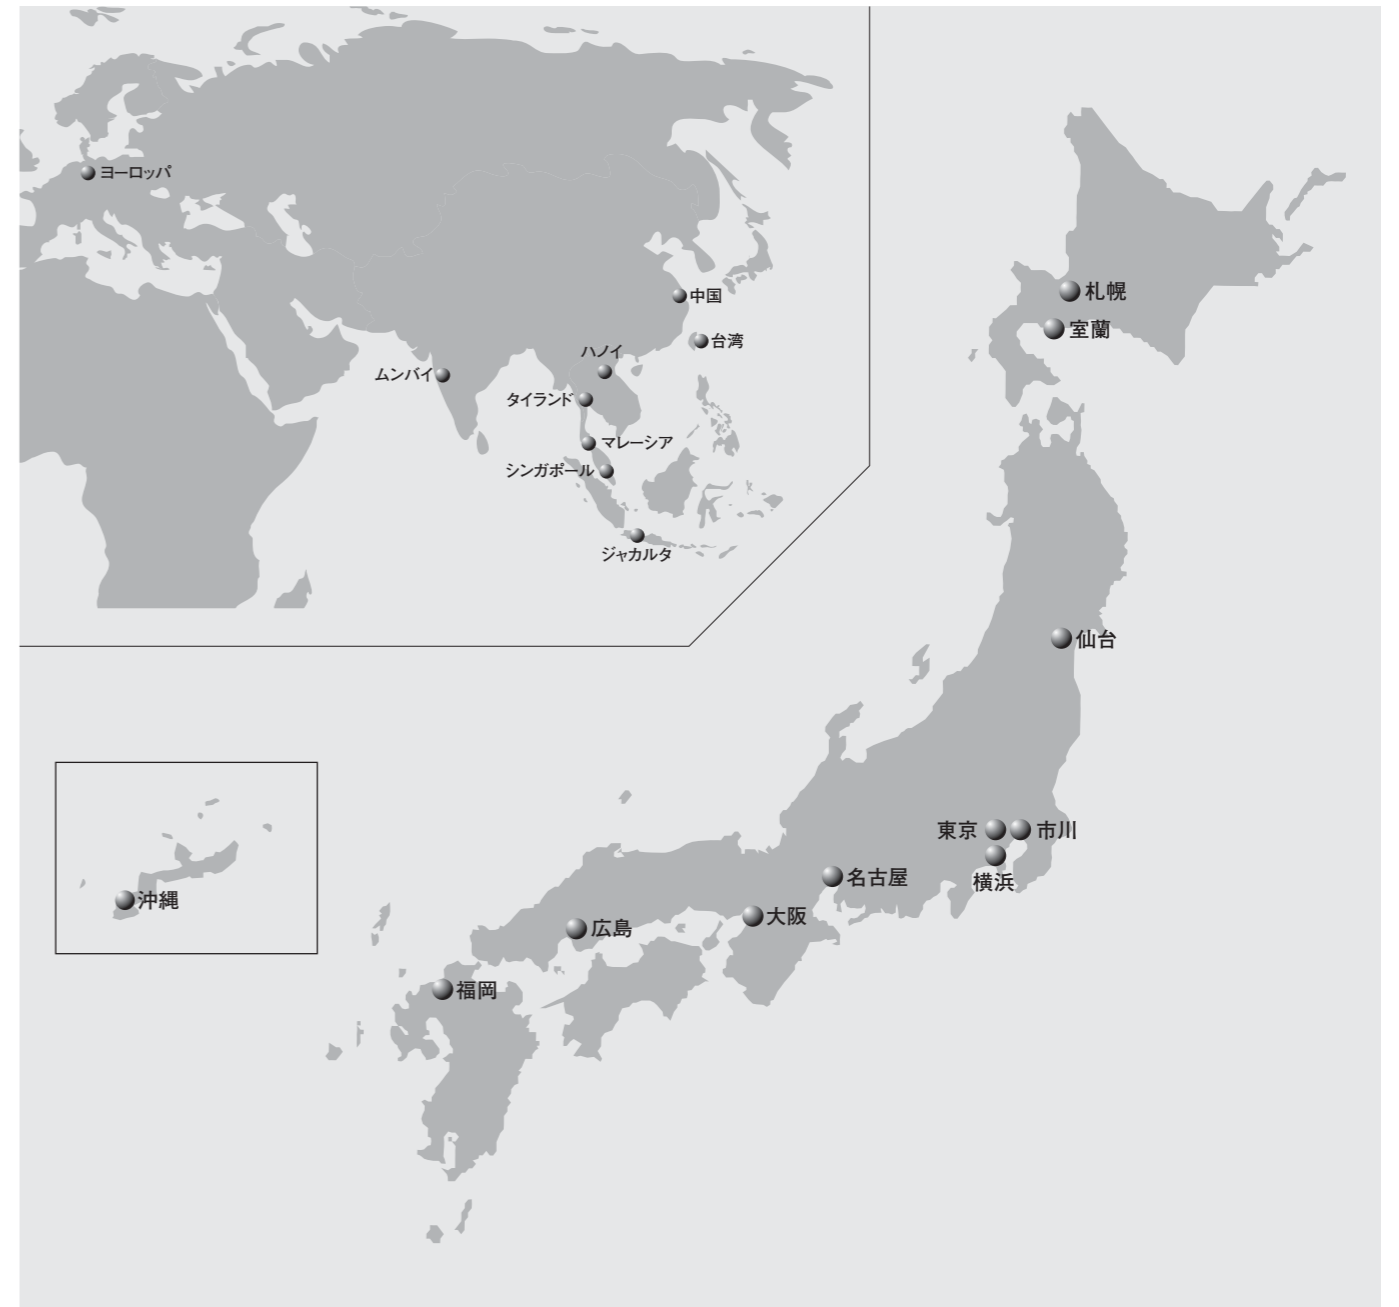 ヨーロッパ
中国
台湾
ハノイ
ムンバイ
タイランド
マレーシア
シンガポール
ジャカルタ
札幌
室蘭
仙台
東京
市川
横浜
名古屋
大阪
広島
沖縄
福岡